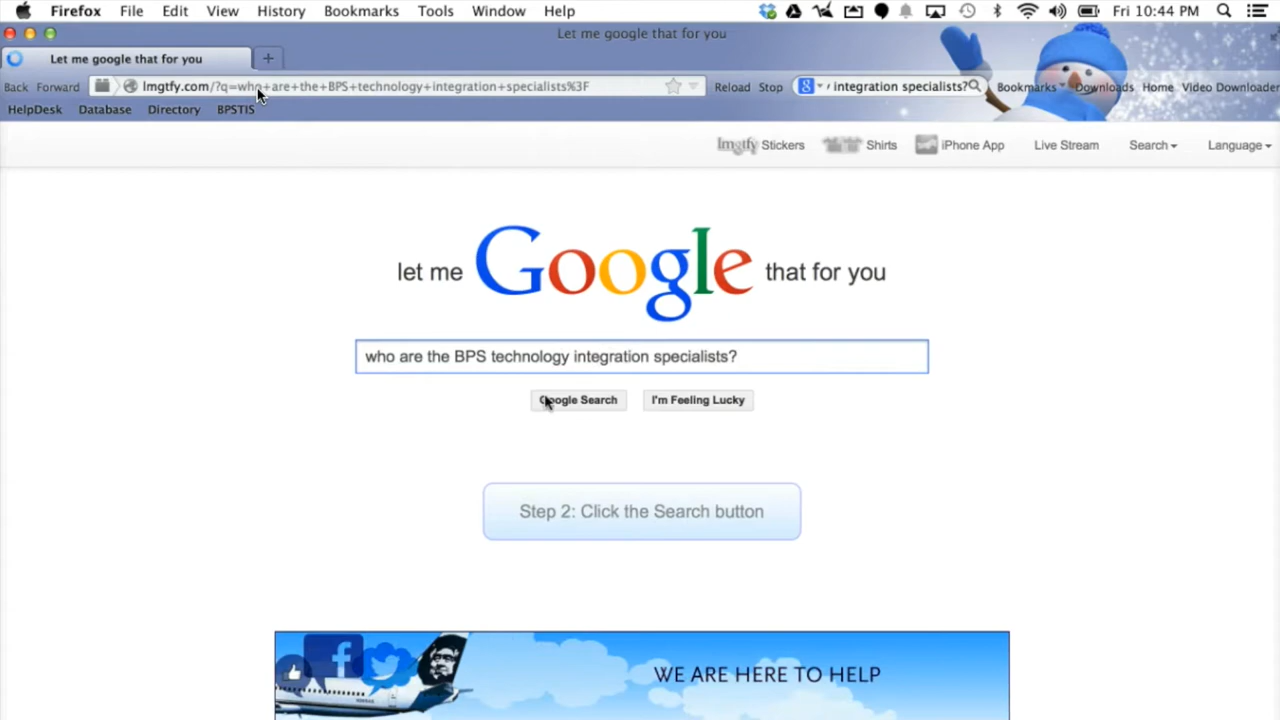 Firefox File Edit View History Bookmarks Tools Window Help Fri 10:44 PM
Let me google that for you
Let me google that for you
Back Forward lmgtfy.com/?q=who+are+the+BPS+technology+integration+specialists%3F Reload Stop integration specialists? Bookmarks Downloads Home Video Downloader
HelpDesk Database Directory BPSTIS
lmgtfy Stickers Shirts iPhone App Live Stream Search Language
let me Google that for you
who are the BPS technology integration specialists?
Google Search I'm Feeling Lucky
Step 2: Click the Search button
WE ARE HERE TO HELP